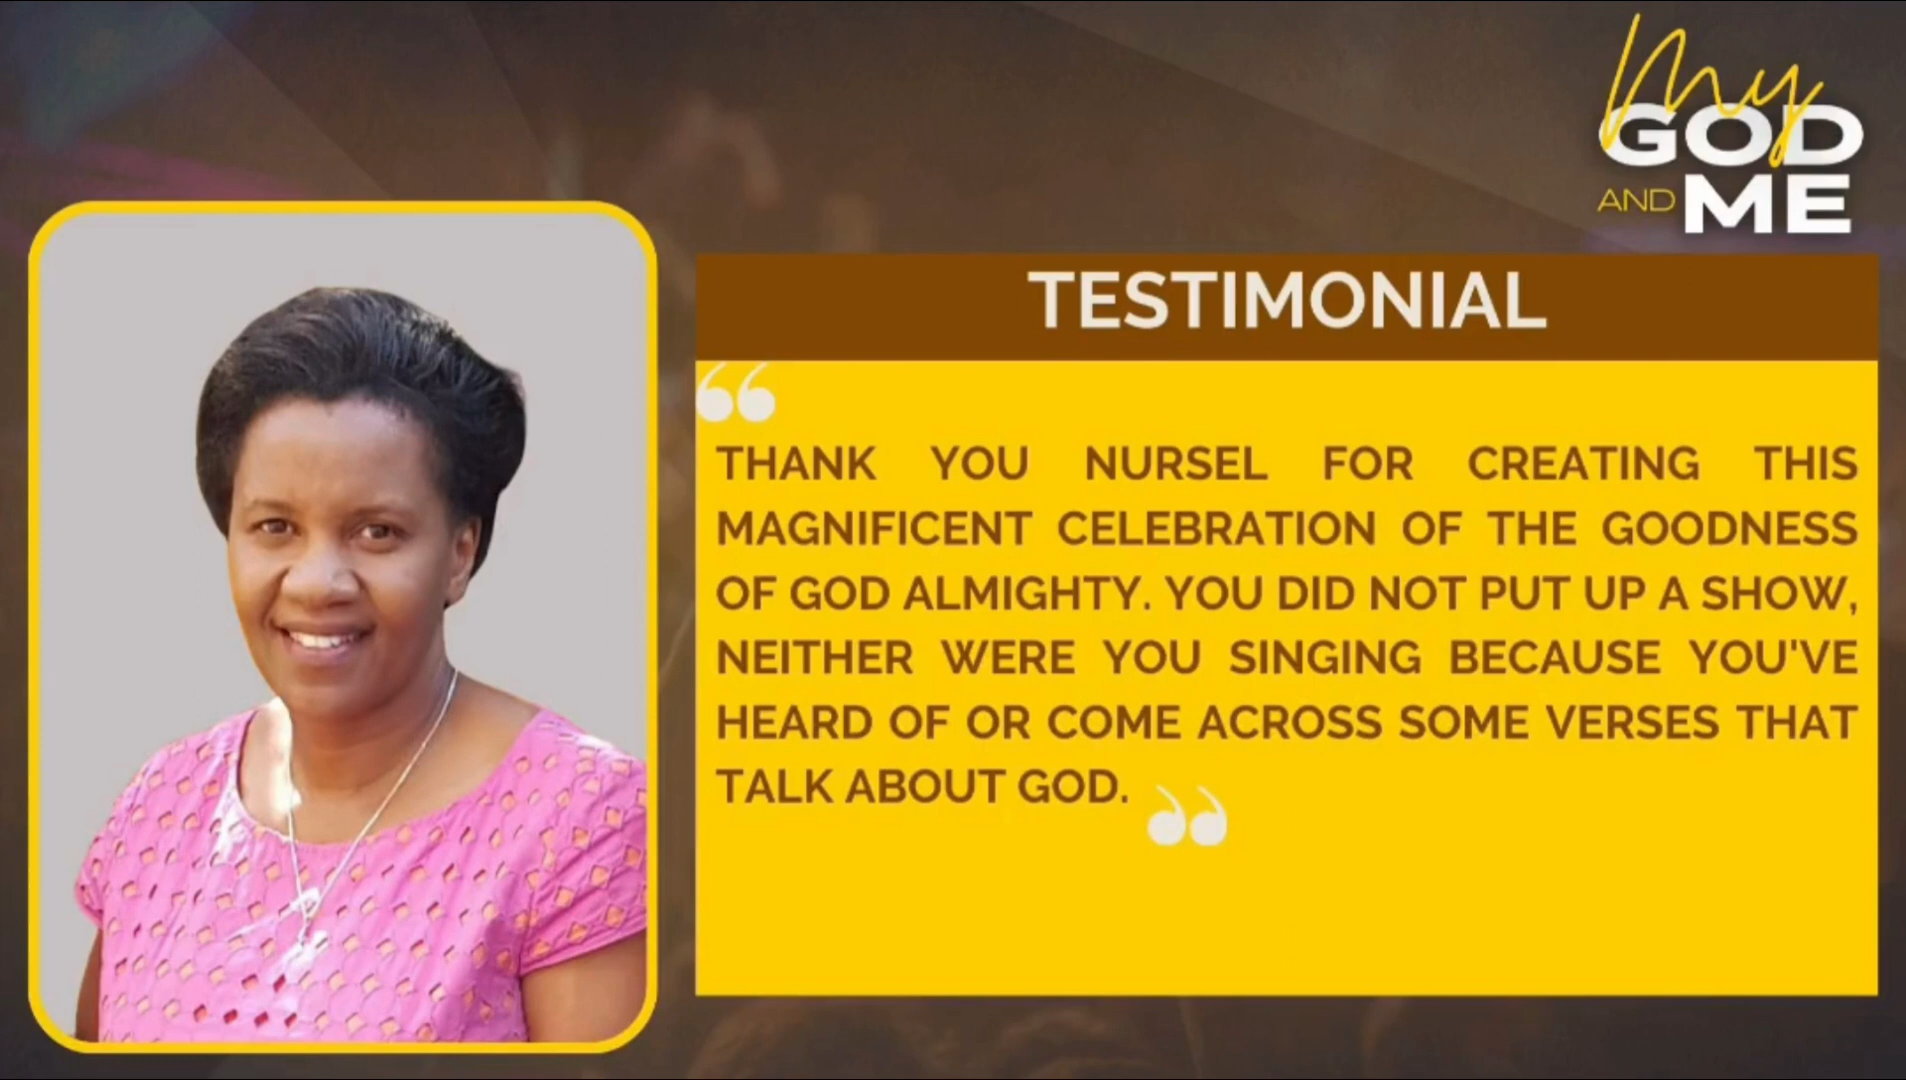 My
GOD
AND ME
TESTIMONIAL
“
THANK YOU NURSEL FOR CREATING THIS
MAGNIFICENT CELEBRATION OF THE GOODNESS
OF GOD ALMIGHTY. YOU DID NOT PUT UP A SHOW,
NEITHER WERE YOU SINGING BECAUSE YOU'VE
HEARD OF OR COME ACROSS SOME VERSES THAT
TALK ABOUT GOD.
”